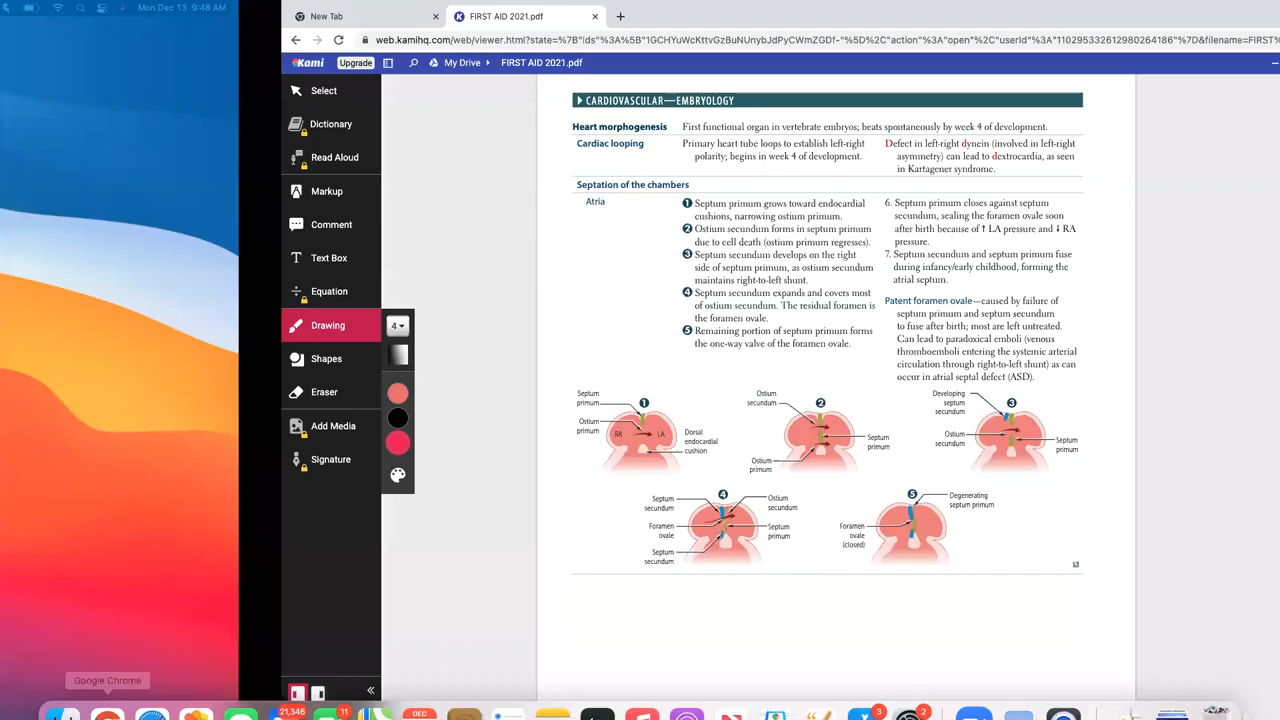 Mon Dec 13 9:48 AM
New Tab
FIRST AID 2021.pdf
web.kamihq.com/web/viewer.html?state=%7B"ids"%3A%5B"1GCHYuWcKttvGzBuNUnybJdPyCWmZGDf-"%5D%2C"action"%3A"open"%2C"userId"%3A"110295332612980264186"%7D&filename=FIRST%
Kami
Upgrade
My Drive
FIRST AID 2021.pdf
Select
Dictionary
Read Aloud
Markup
Comment
Text Box
Equation
Drawing
Shapes
Eraser
Add Media
Signature
4
CARDIOVASCULAR—EMBRYOLOGY
Heart morphogenesis
First functional organ in vertebrate embryos; beats spontaneously by week 4 of development.
Cardiac looping
Primary heart tube loops to establish left-right
polarity; begins in week 4 of development.
Defect in left-right dynein (involved in left-right
asymmetry) can lead to dextrocardia, as seen
in Kartagener syndrome.
Septation of the chambers
Atria
1 Septum primum grows toward endocardial
cushions, narrowing ostium primum.
2 Ostium secundum forms in septum primum
due to cell death (ostium primum regresses).
3 Septum secundum develops on the right
side of septum primum, as ostium secundum
maintains right-to-left shunt.
4 Septum secundum expands and covers most
of ostium secundum. The residual foramen is
the foramen ovale.
5 Remaining portion of septum primum forms
the one-way valve of the foramen ovale.
6. Septum primum closes against septum
secundum, sealing the foramen ovale soon
after birth because of ↑ LA pressure and ↓ RA
pressure.
7. Septum secundum and septum primum fuse
during infancy/early childhood, forming the
atrial septum.
Patent foramen ovale—caused by failure of
septum primum and septum secundum
to fuse after birth; most are left untreated.
Can lead to paradoxical emboli (venous
thromboemboli entering the systemic arterial
circulation through right-to-left shunt) as can
occur in atrial septal defect (ASD).
1
Septum
primum
Ostium
primum
RA
LA
Dorsal
endocardial
cushion
2
Ostium
secundum
Septum
primum
Ostium
primum
3
Developing
septum
secundum
Ostium
secundum
Septum
primum
4
Septum
secundum
Foramen
ovale
Septum
secundum
Ostium
secundum
Septum
primum
5
Degenerating
septum primum
Foramen
ovale
(closed)
Google Chrome
21,346
11
DEC
3
2